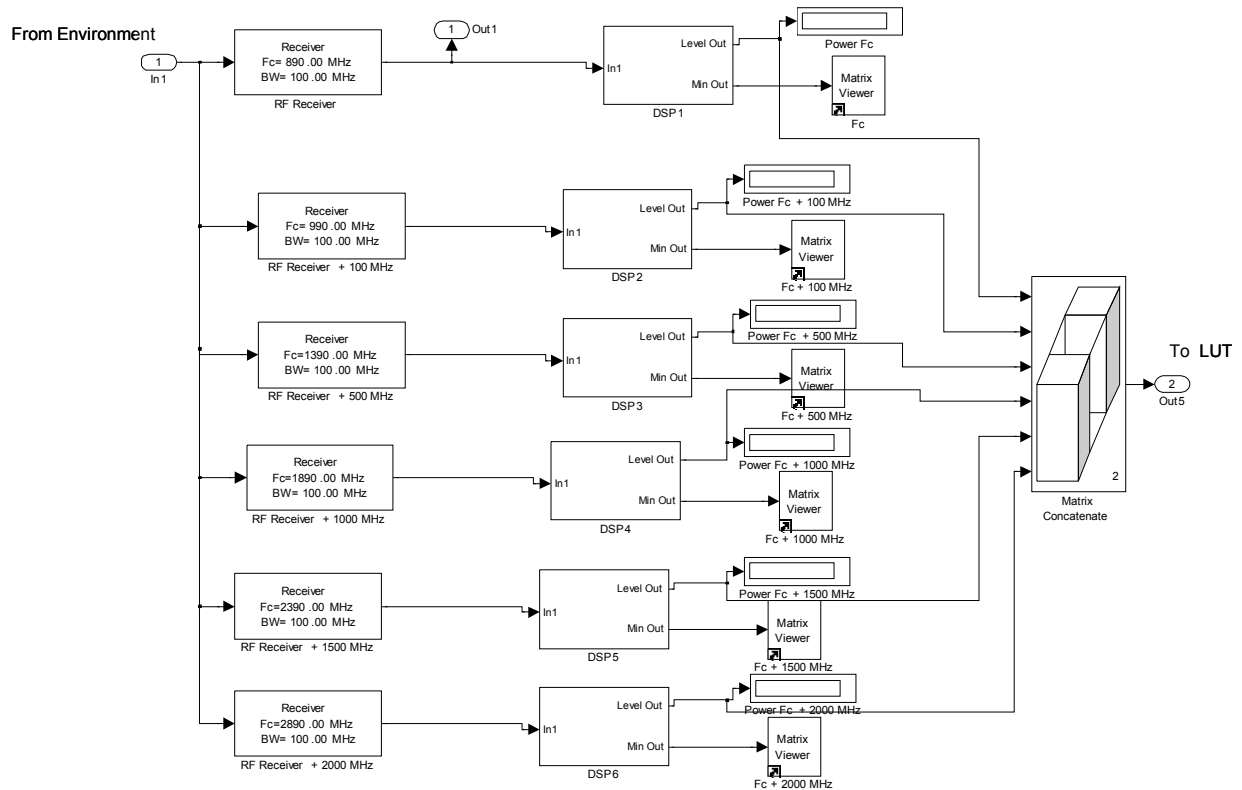 From Environment
1
In1
Receiver
Fc= 890.00 MHz
BW= 100.00 MHz
RF Receiver
1
Out1
In1
Level Out
Min Out
DSP1
Power Fc
Matrix
Viewer
Fc
Receiver
Fc= 990.00 MHz
BW= 100.00 MHz
RF Receiver + 100 MHz
In1
Level Out
Min Out
DSP2
Power Fc + 100 MHz
Matrix
Viewer
Fc + 100 MHz
Receiver
Fc=1390.00 MHz
BW= 100.00 MHz
RF Receiver + 500 MHz
In1
Level Out
Min Out
DSP3
Power Fc + 500 MHz
Matrix
Viewer
Fc + 500 MHz
Receiver
Fc=1890.00 MHz
BW= 100.00 MHz
RF Receiver + 1000 MHz
In1
Level Out
Min Out
DSP4
Power Fc + 1000 MHz
Matrix
Viewer
Fc + 1000 MHz
Receiver
Fc=2390.00 MHz
BW= 100.00 MHz
RF Receiver + 1500 MHz
In1
Level Out
Min Out
DSP5
Power Fc + 1500 MHz
Matrix
Viewer
Fc + 1500 MHz
Receiver
Fc=2890.00 MHz
BW= 100.00 MHz
RF Receiver + 2000 MHz
In1
Level Out
Min Out
DSP6
Power Fc + 2000 MHz
Matrix
Viewer
Fc + 2000 MHz
2
Matrix
Concatenate
To LUT
2
Out5